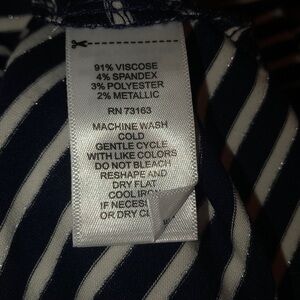 91% VISCOSE
4% SPANDEX
3% POLYESTER
2% METALLIC
RN 73163
MACHINE WASH
COLD
GENTLE CYCLE
WITH LIKE COLORS
DO NOT BLEACH
RESHAPE AND
DRY FLAT
COOL IRON
IF NECES
OR DRY CL